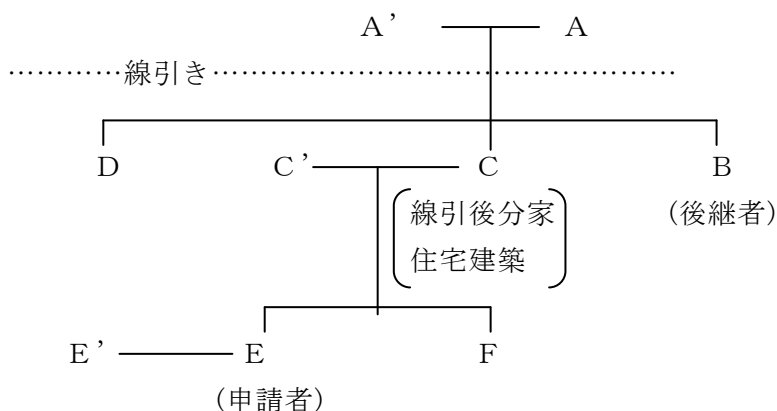 A’ A
…………線引き……………………………………………
D C’ C B
線引後分家 (後継者)
住宅建築
E’ E F
(申請者)